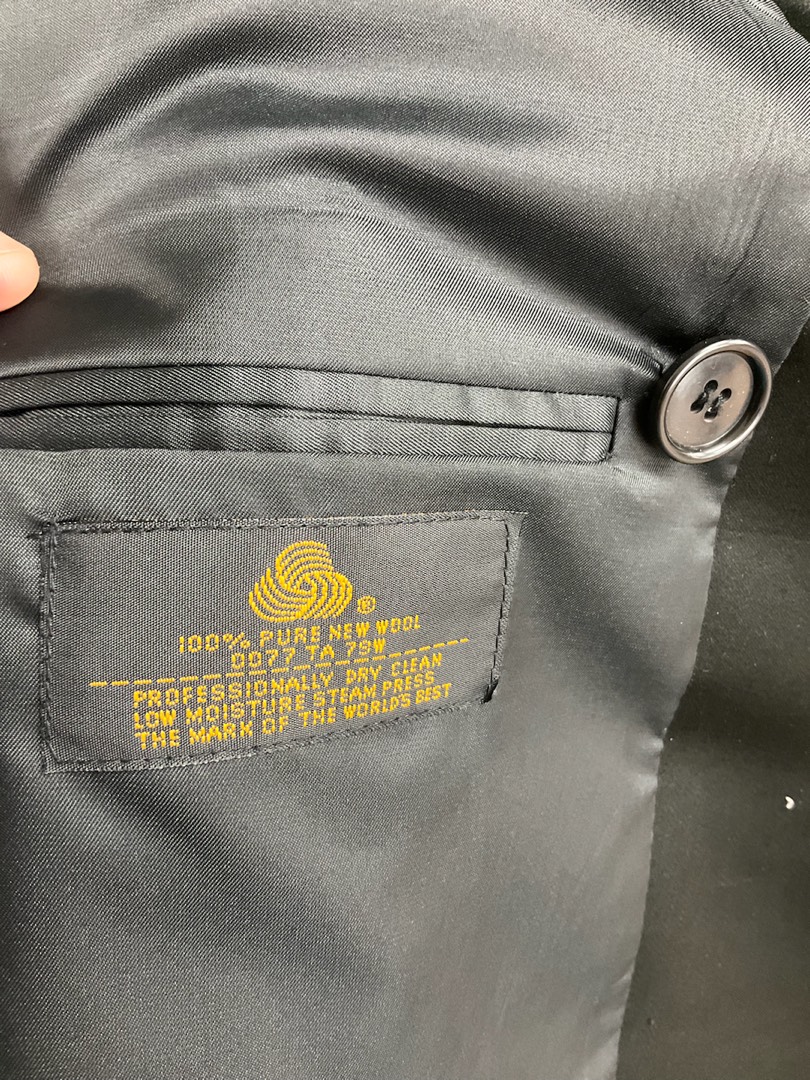 ®
100% PURE NEW WOOL
0077 TA 79W
PROFESSIONALLY DRY CLEAN
LOW MOISTURE STEAM PRESS
THE MARK OF THE WORLD'S BEST